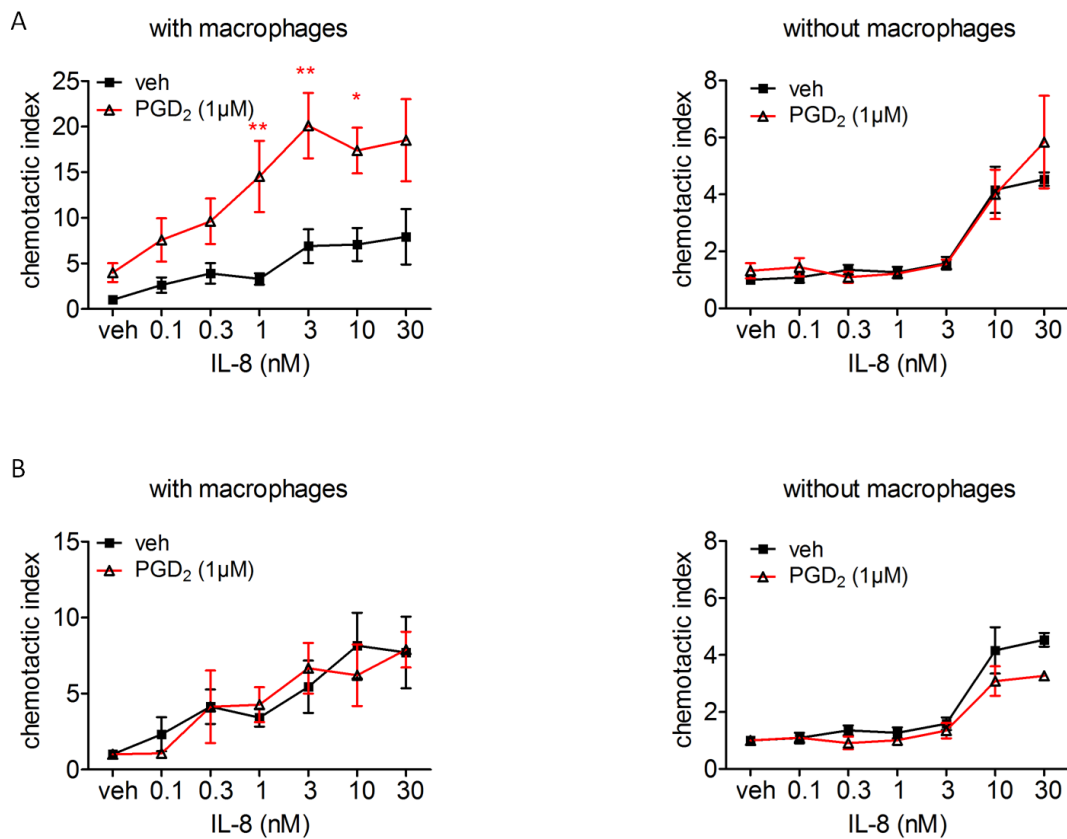 A
with macrophages
25
20
15
10
5
0
chemotactic index
veh
PGD₂ (1µM)
**
**
*
veh 0.1 0.3 1 3 10 30
IL-8 (nM)
without macrophages
8
6
4
2
0
chemotactic index
veh
PGD₂ (1µM)
veh 0.1 0.3 1 3 10 30
IL-8 (nM)
B
with macrophages
15
10
5
0
chemotactic index
veh
PGD₂ (1µM)
veh 0.1 0.3 1 3 10 30
IL-8 (nM)
without macrophages
8
6
4
2
0
chemotactic index
veh
PGD₂ (1µM)
veh 0.1 0.3 1 3 10 30
IL-8 (nM)